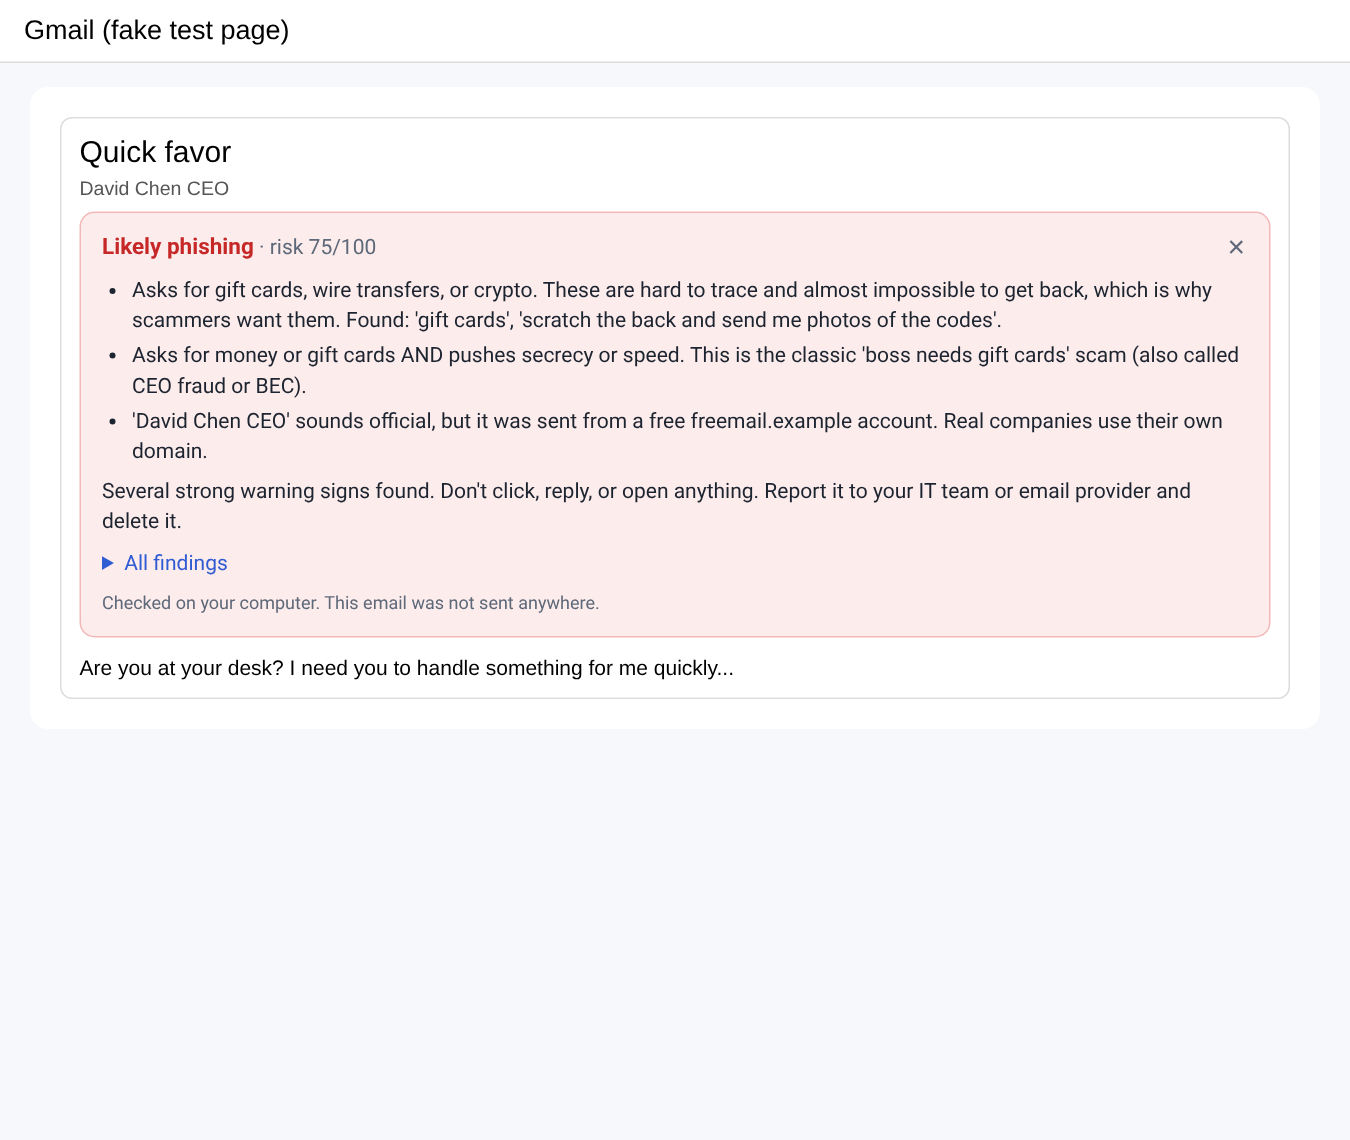 Gmail (fake test page)
Quick favor
David Chen CEO
Likely phishing · risk 75/100
✕
• Asks for gift cards, wire transfers, or crypto. These are hard to trace and almost impossible to get back, which is why
scammers want them. Found: 'gift cards', 'scratch the back and send me photos of the codes'.
• Asks for money or gift cards AND pushes secrecy or speed. This is the classic 'boss needs gift cards' scam (also called
CEO fraud or BEC).
• 'David Chen CEO' sounds official, but it was sent from a free freemail.example account. Real companies use their own
domain.
Several strong warning signs found. Don't click, reply, or open anything. Report it to your IT team or email provider and
delete it.
▶ All findings
Checked on your computer. This email was not sent anywhere.
Are you at your desk? I need you to handle something for me quickly...